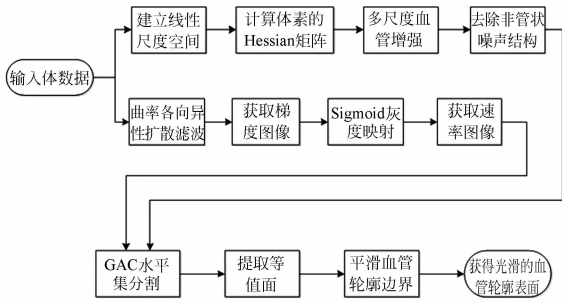 建立线性
尺度空间
计算体素的
Hessian矩阵
多尺度血
管增强
去除非管状
噪声结构
输入体数据
曲率各向异
性扩散滤波
获取梯
度图像
Sigmoid灰
度映射
获取速
率图像
GAC水平
集分割
提取等
值面
平滑血管
轮廓边界
获得光滑的血
管轮廓表面